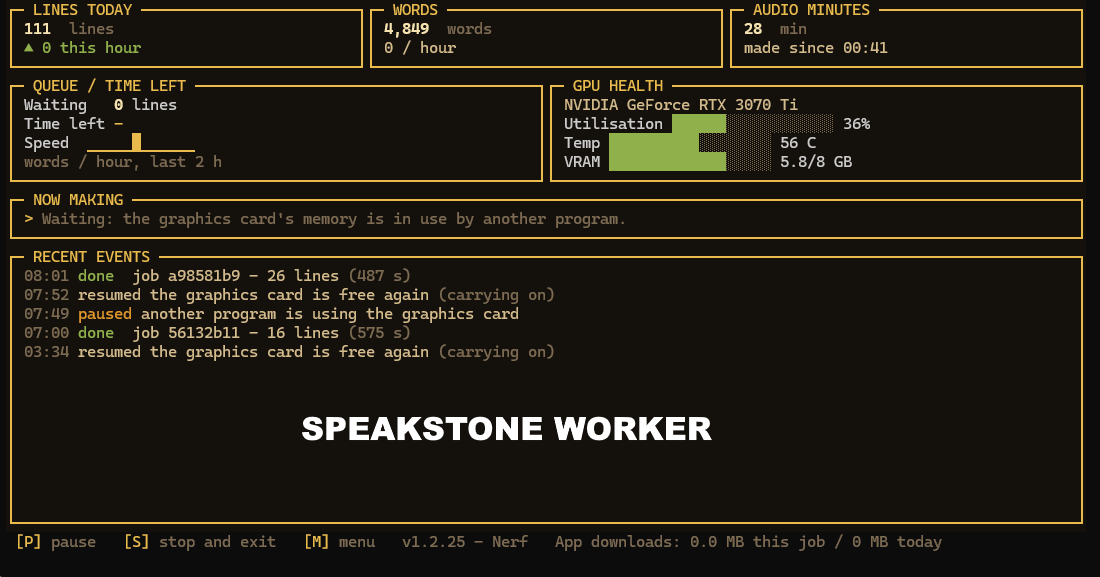 LINES TODAY
111 lines
▲ 0 this hour
WORDS
4,849 words
0 / hour
AUDIO MINUTES
28 min
made since 00:41
QUEUE / TIME LEFT
Waiting 0 lines
Time left –
Speed
words / hour, last 2 h
GPU HEALTH
NVIDIA GeForce RTX 3070 Ti
Utilisation 36%
Temp 56 C
VRAM 5.8/8 GB
NOW MAKING
> Waiting: the graphics card's memory is in use by another program.
RECENT EVENTS
08:01 done job a98581b9 – 26 lines (487 s)
07:52 resumed the graphics card is free again (carrying on)
07:49 paused another program is using the graphics card
07:00 done job 56132b11 – 16 lines (575 s)
03:34 resumed the graphics card is free again (carrying on)
SPEAKSTONE WORKER
[P] pause [S] stop and exit [M] menu v1.2.25 – Nerf App downloads: 0.0 MB this job / 0 MB today